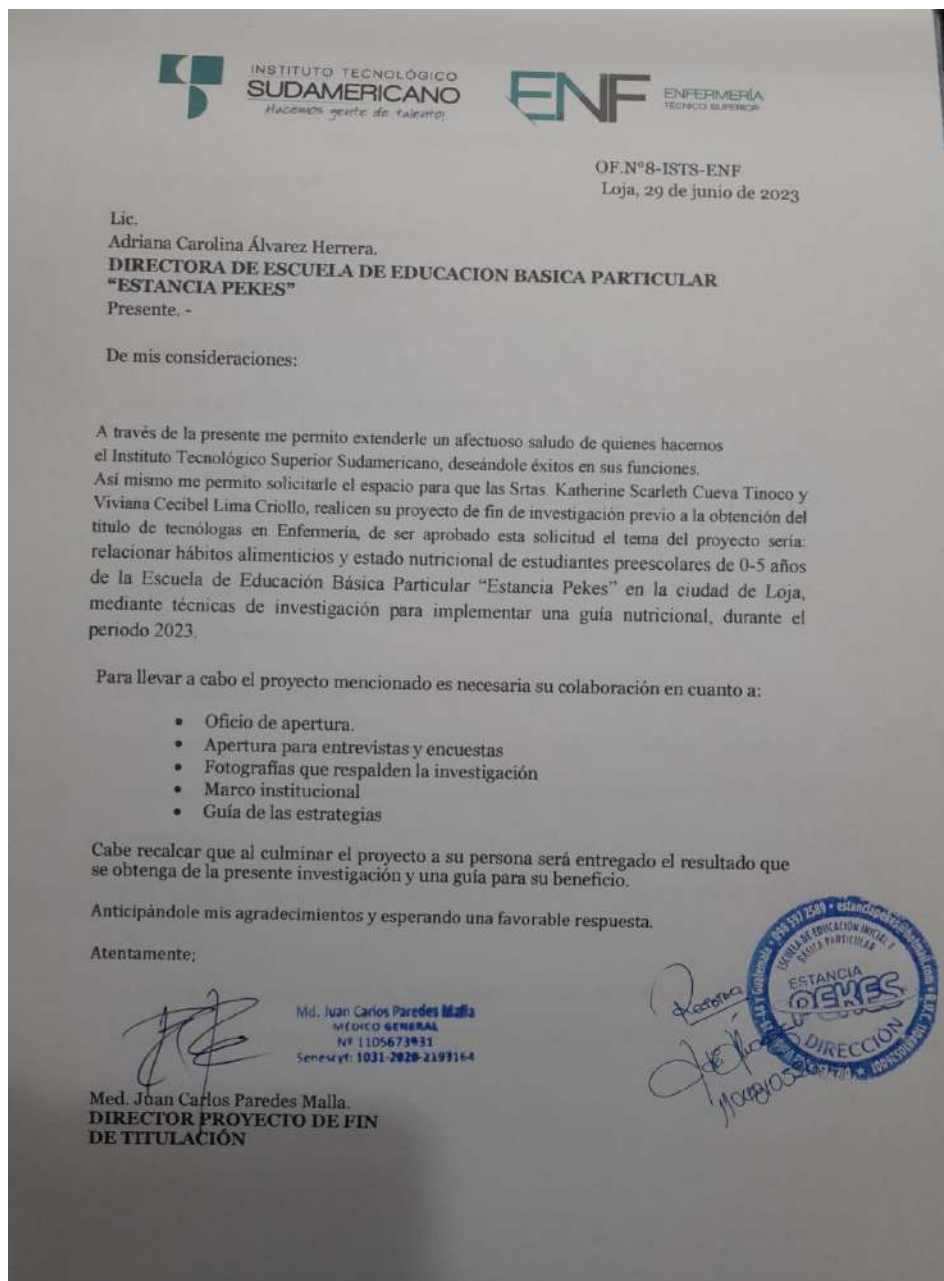 INSTITUTO TECNOLÓGICO
SUDAMERICANO
Hacemos gente de talento!
ENF ENFERMERÍA
TÉCNICO SUPERIOR
OF.Nº8-ISTS-ENF
Loja, 29 de junio de 2023
Lic.
Adriana Carolina Álvarez Herrera.
DIRECTORA DE ESCUELA DE EDUCACION BASICA PARTICULAR
“ESTANCIA PEKES”
Presente. -
De mis consideraciones:
A través de la presente me permito extenderle un afectuoso saludo de quienes hacemos
el Instituto Tecnológico Superior Sudamericano, deseándole éxitos en sus funciones.
Así mismo me permito solicitarle el espacio para que las Srtas. Katherine Scarleth Cueva Tinoco y
Viviana Cecibel Lima Criollo, realicen su proyecto de fin de investigación previo a la obtención del
título de tecnólogas en Enfermería, de ser aprobado esta solicitud el tema del proyecto sería:
relacionar hábitos alimenticios y estado nutricional de estudiantes preescolares de 0-5 años
de la Escuela de Educación Básica Particular “Estancia Pekes” en la ciudad de Loja,
mediante técnicas de investigación para implementar una guía nutricional, durante el
periodo 2023.
Para llevar a cabo el proyecto mencionado es necesaria su colaboración en cuanto a:
• Oficio de apertura.
• Apertura para entrevistas y encuestas
• Fotografías que respalden la investigación
• Marco institucional
• Guía de las estrategias
Cabe recalcar que al culminar el proyecto a su persona será entregado el resultado que
se obtenga de la presente investigación y una guía para su beneficio.
Anticipándole mis agradecimientos y esperando una favorable respuesta.
Atentamente;
Md. Juan Carlos Paredes Malla
MÉDICO GENERAL
Nº 1105673931
Senescyt: 1031-2020-2193164
Med. Juan Carlos Paredes Malla.
DIRECTOR PROYECTO DE FIN
DE TITULACIÓN
ESCUELA DE EDUCACIÓN INICIAL Y
BÁSICA PARTICULAR
ESTANCIA
PEKES
DIRECCIÓN